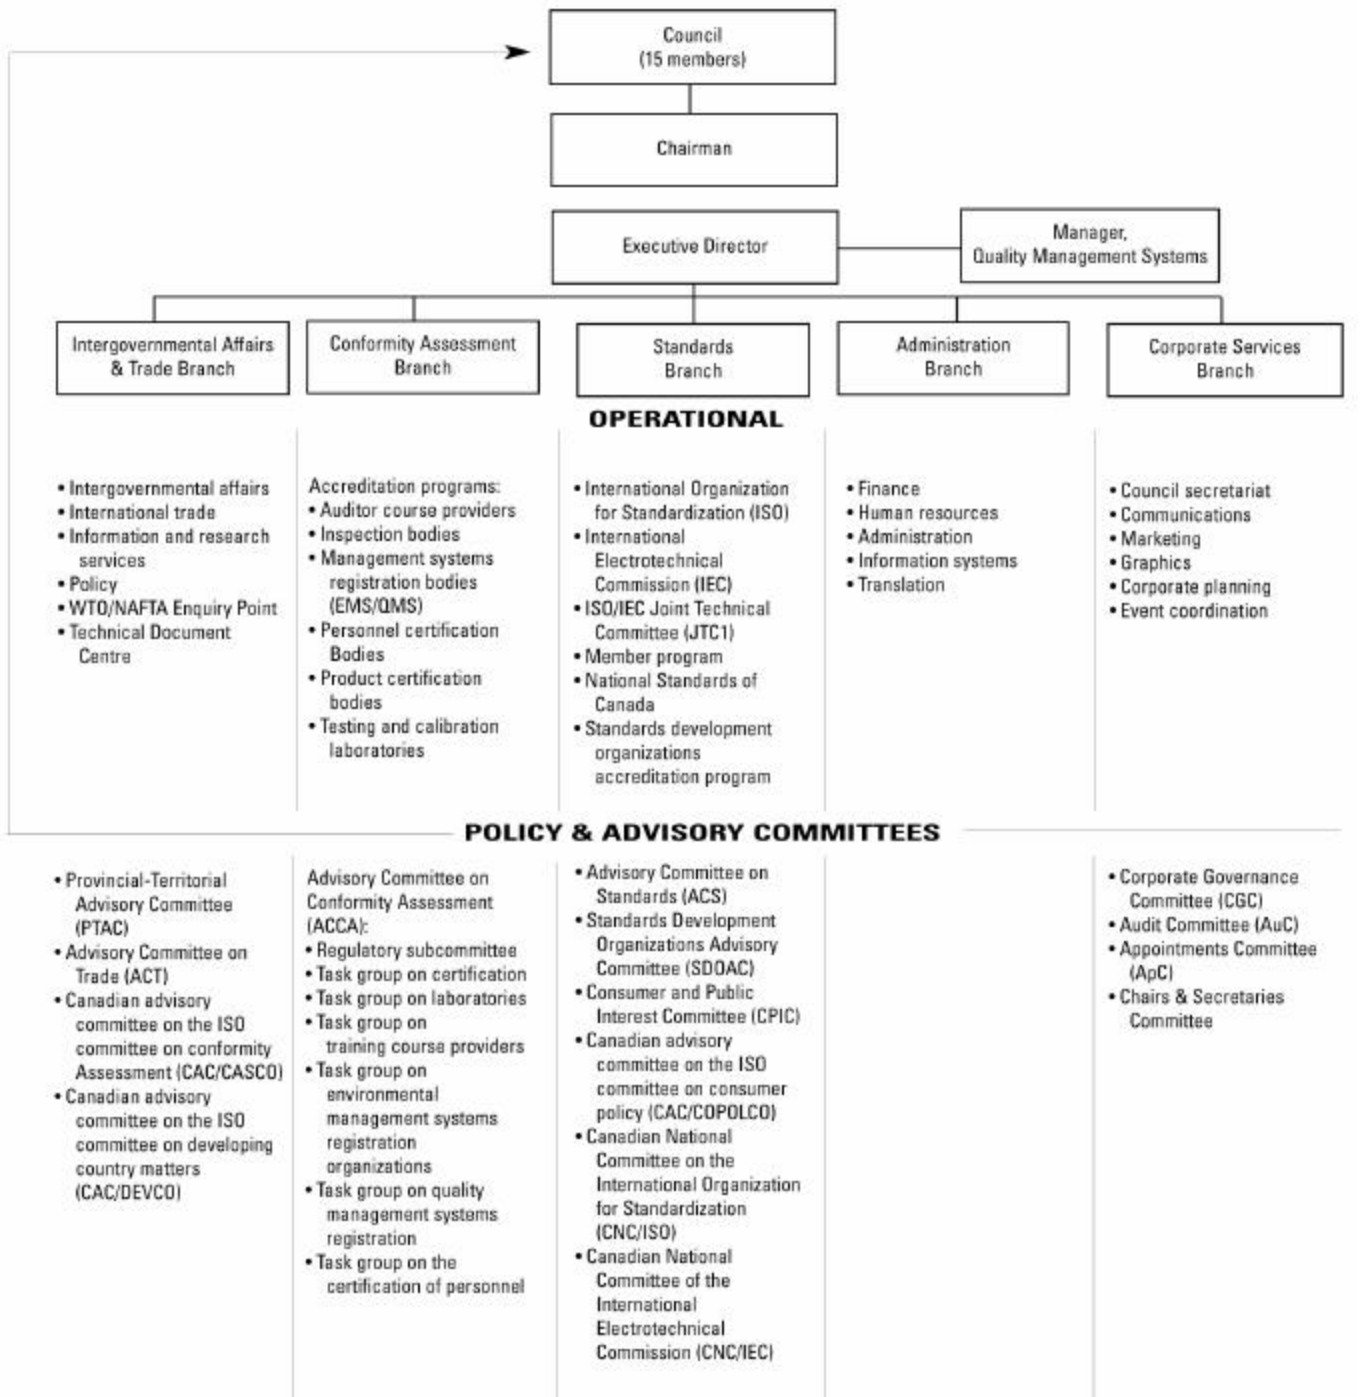 Council
(15 members)
Chairman
Executive Director
Manager,
Quality Management Systems
Intergovernmental Affairs
& Trade Branch
Conformity Assessment
Branch
Standards
Branch
Administration
Branch
Corporate Services
Branch
OPERATIONAL
• Intergovernmental affairs
• International trade
• Information and research
services
• Policy
• WTO/NAFTA Enquiry Point
• Technical Document
Centre
Accreditation programs:
• Auditor course providers
• Inspection bodies
• Management systems
registration bodies
(EMS/QMS)
• Personnel certification
Bodies
• Product certification
bodies
• Testing and calibration
laboratories
• International Organization
for Standardization (ISO)
• International
Electrotechnical
Commission (IEC)
• ISO/IEC Joint Technical
Committee (JTC1)
• Member program
• National Standards of
Canada
• Standards development
organizations
accreditation program
• Finance
• Human resources
• Administration
• Information systems
• Translation
• Council secretariat
• Communications
• Marketing
• Graphics
• Corporate planning
• Event coordination
POLICY & ADVISORY COMMITTEES
• Provincial-Territorial
Advisory Committee
(PTAC)
• Advisory Committee on
Trade (ACT)
• Canadian advisory
committee on the ISO
committee on conformity
Assessment (CAC/CASCO)
• Canadian advisory
committee on the ISO
committee on developing
country matters
(CAC/DEVCO)
Advisory Committee on
Conformity Assessment
(ACCA):
• Regulatory subcommittee
• Task group on certification
• Task group on laboratories
• Task group on
training course providers
• Task group on
environmental
management systems
registration
organizations
• Task group on quality
management systems
registration
• Task group on the
certification of personnel
• Advisory Committee on
Standards (ACS)
• Standards Development
Organizations Advisory
Committee (SDOAC)
• Consumer and Public
Interest Committee (CPIC)
• Canadian advisory
committee on the ISO
committee on consumer
policy (CAC/COPOLCO)
• Canadian National
Committee on the
International Organization
for Standardization
(CNC/ISO)
• Canadian National
Committee of the
International
Electrotechnical
Commission (CNC/IEC)
• Corporate Governance
Committee (CGC)
• Audit Committee (AuC)
• Appointments Committee
(ApC)
• Chairs & Secretaries
Committee